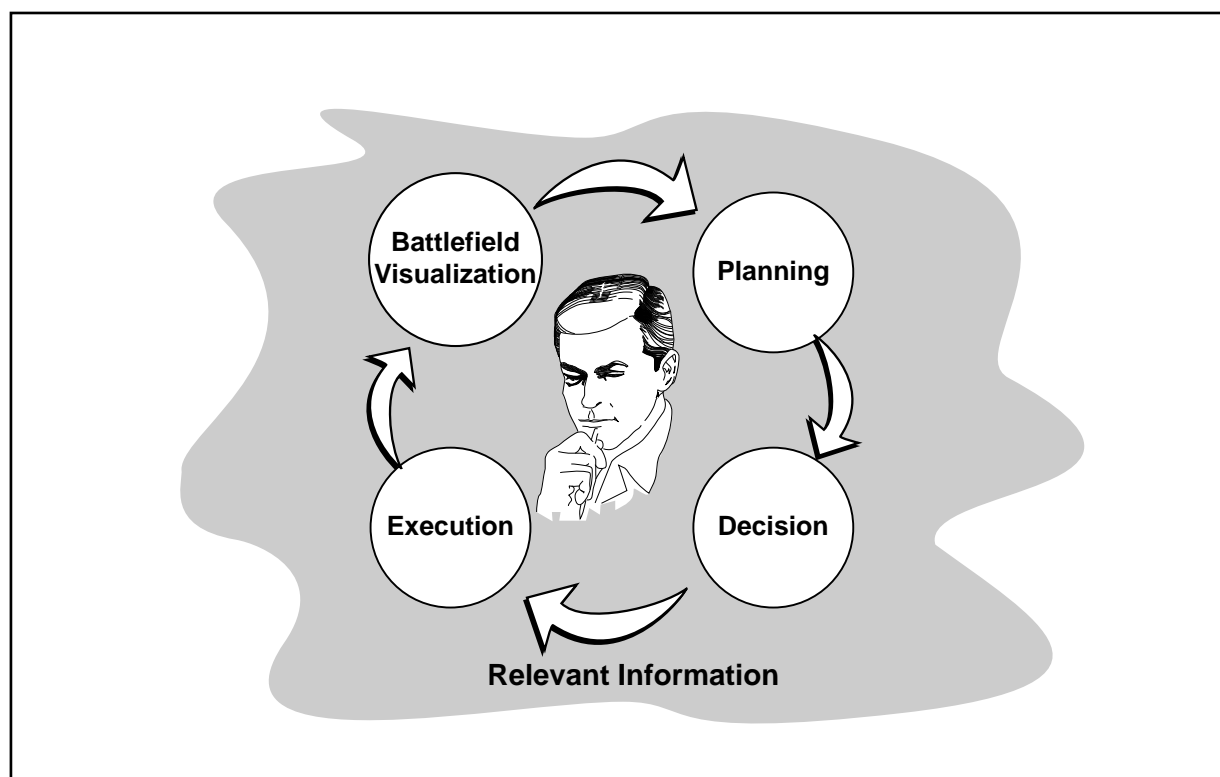 Battlefield
Visualization
Planning
Execution
Decision
Relevant Information